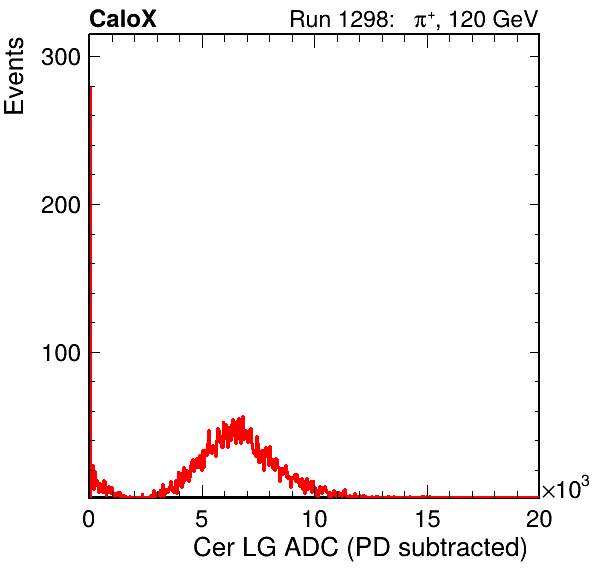 CaloX Run 1298: π⁺, 120 GeV
Events
300
200
100
0 5 10 15 20
×10³
Cer LG ADC (PD subtracted)